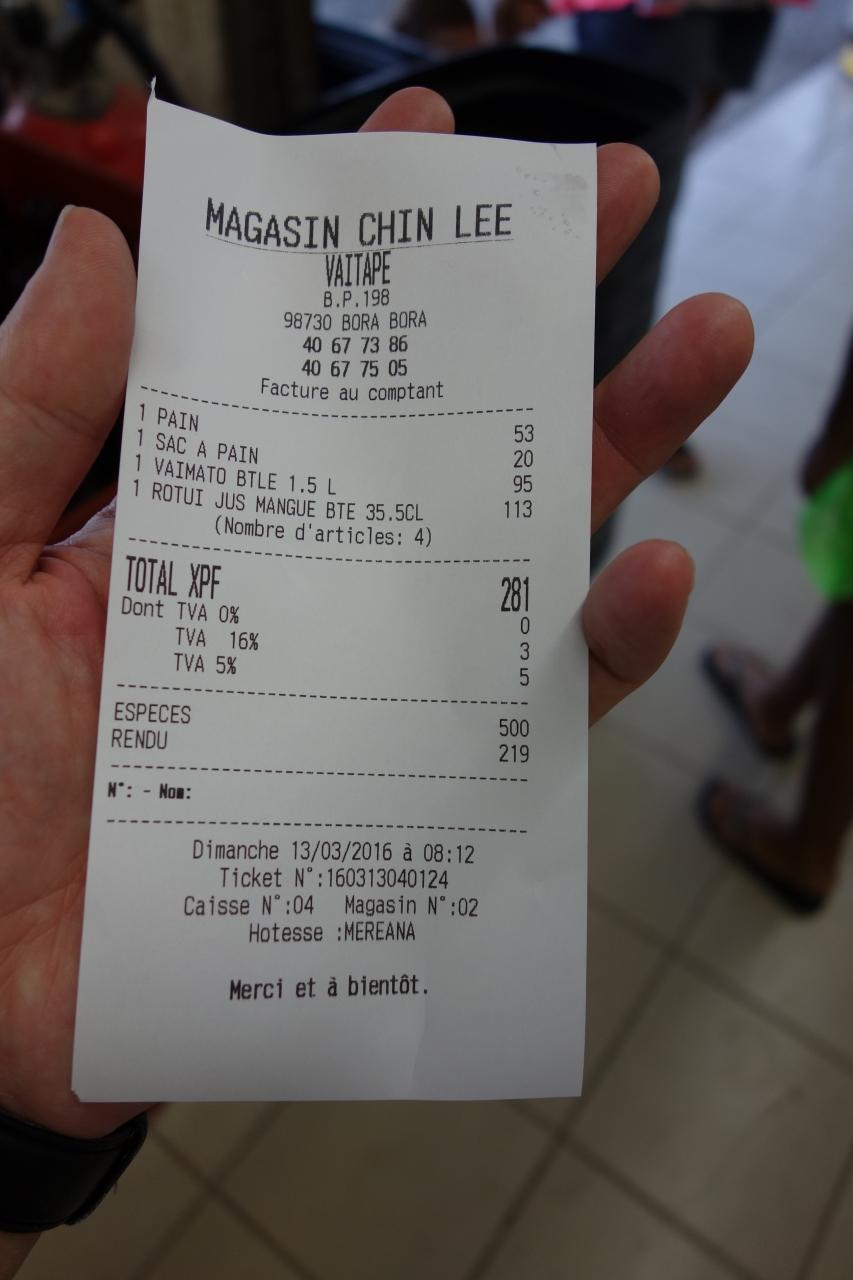 MAGASIN CHIN LEE
VAITAPE
B.P.198
98730 BORA BORA
40 67 73 86
40 67 75 05
Facture au comptant
1 PAIN 53
1 SAC A PAIN 20
1 VAIMATO BTLE 1.5 L 95
1 ROTUI JUS MANGUE BTE 35.5CL 113
(Nombre d'articles: 4)
TOTAL XPF 281
Dont TVA 0% 0
TVA 16% 3
TVA 5% 5
ESPECES 500
RENDU 219
N°: - Nom:
Dimanche 13/03/2016 à 08:12
Ticket N°:160313040124
Caisse N°:04 Magasin N°:02
Hotesse :MEREANA
Merci et à bientôt.